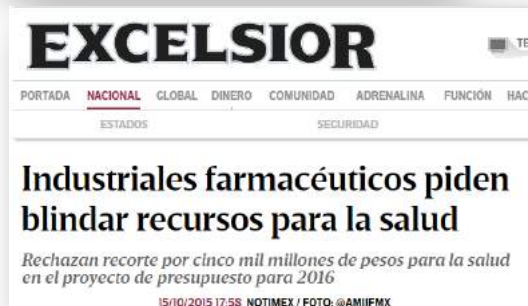 EXCELSIOR
PORTADA NACIONAL GLOBAL DINERO COMUNIDAD ADRENALINA FUNCIÓN
ESTADOS SEGURIDAD
Industriales farmacéuticos piden
blindar recursos para la salud
Rechazan recorte por cinco mil millones de pesos para la salud
en el proyecto de presupuesto para 2016
15/10/2015 17:58 NOTIMEX / FOTO: @AMIIFMX